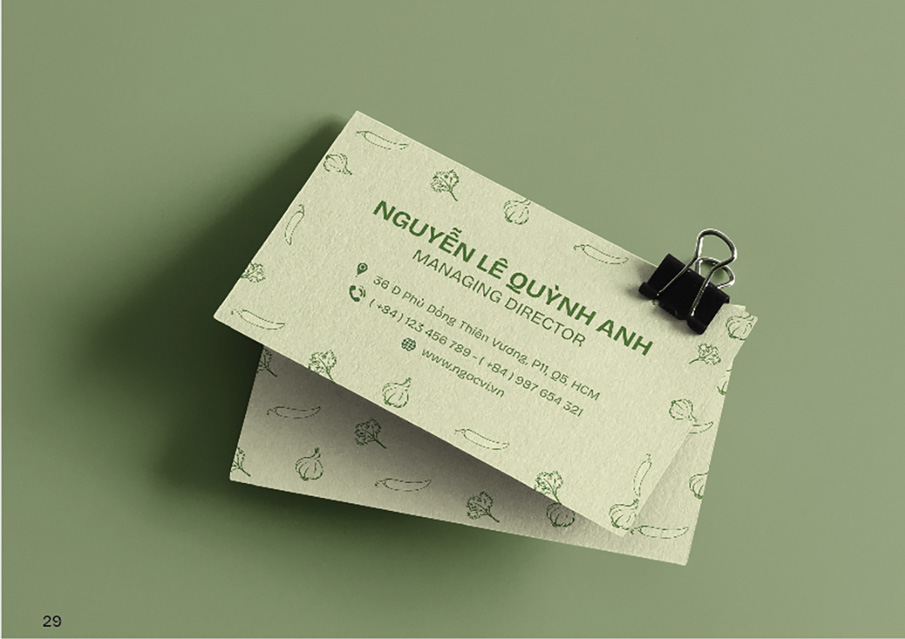 NGUYỄN LÊ QUỲNH ANH
MANAGING DIRECTOR
36 D Phù Đổng Thiên Vương, P11, Q5, HCM
( +84 ) 123 456 789 - ( +84 ) 987 654 321
www.ngocvi.vn
29